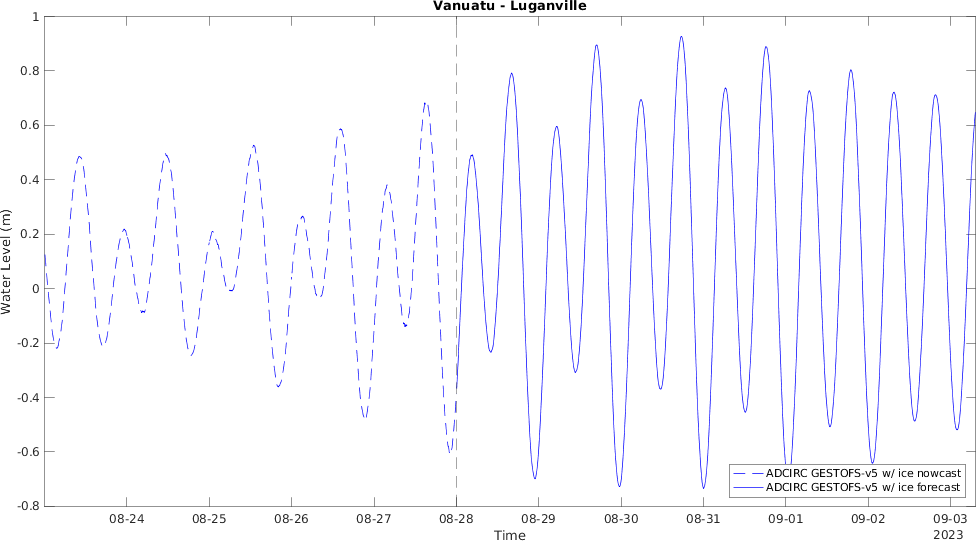 Vanuatu - Luganville
Water Level (m)
1
0.8
0.6
0.4
0.2
0
-0.2
-0.4
-0.6
-0.8
ADCIRC GESTOFS-v5 w/ ice nowcast
ADCIRC GESTOFS-v5 w/ ice forecast
08-24 08-25 08-26 08-27 08-28 08-29 08-30 08-31 09-01 09-02 09-03
Time
2023